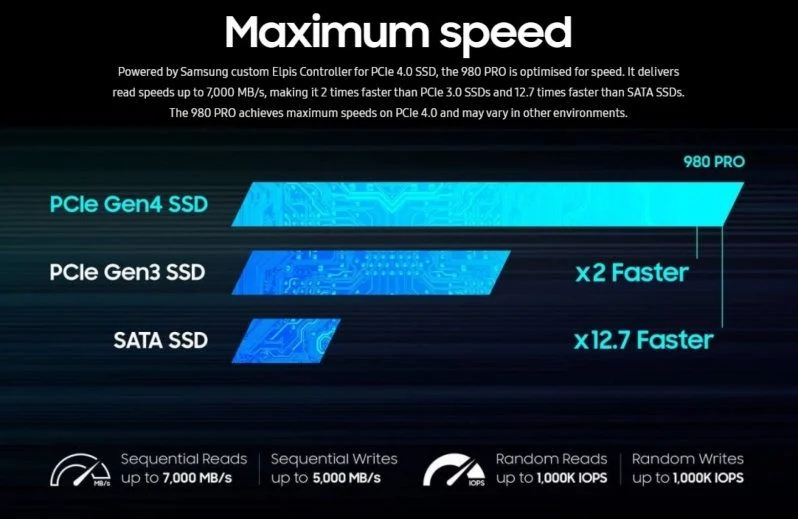 Maximum speed
Powered by Samsung custom Elpis Controller for PCIe 4.0 SSD, the 980 PRO is optimised for speed. It delivers
read speeds up to 7,000 MB/s, making it 2 times faster than PCIe 3.0 SSDs and 12.7 times faster than SATA SSDs.
The 980 PRO achieves maximum speeds on PCIe 4.0 and may vary in other environments.
980 PRO
PCIe Gen4 SSD
PCIe Gen3 SSD
x2 Faster
SATA SSD
x12.7 Faster
MB/s
Sequential Reads
up to 7,000 MB/s
Sequential Writes
up to 5,000 MB/s
IOPS
Random Reads
up to 1,000K IOPS
Random Writes
up to 1,000K IOPS